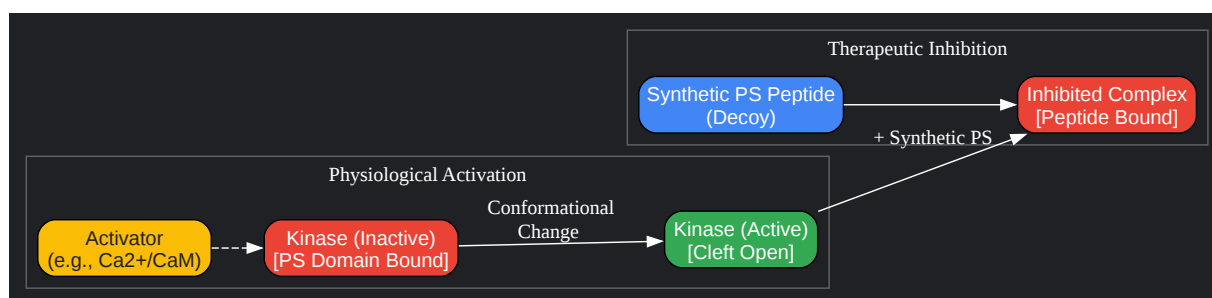 Therapeutic Inhibition
Synthetic PS Peptide
(Decoy)
Inhibited Complex
[Peptide Bound]
+ Synthetic PS
Physiological Activation
Activator
(e.g., Ca2+/CaM)
Kinase (Inactive)
[PS Domain Bound]
Conformational
Change
Kinase (Active)
[Cleft Open]